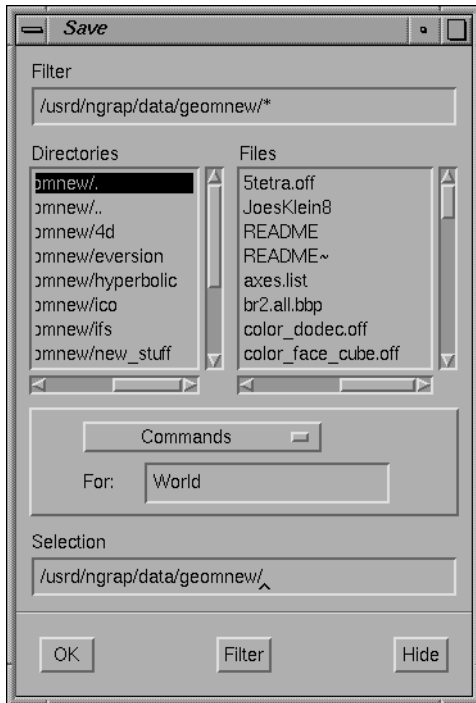 Save
Filter
/usrd/ngrap/data/geomnew/*
Directories
omnew/.
omnew/..
omnew/4d
omnew/eversion
omnew/hyperbolic
omnew/ico
omnew/ifs
omnew/new_stuff
Files
5tetra.off
JoesKlein8
README
README~
axes.list
br2.all.bbp
color_dodec.off
color_face_cube.off
Commands
For: World
Selection
/usrd/ngrap/data/geomnew/
OK Filter Hide